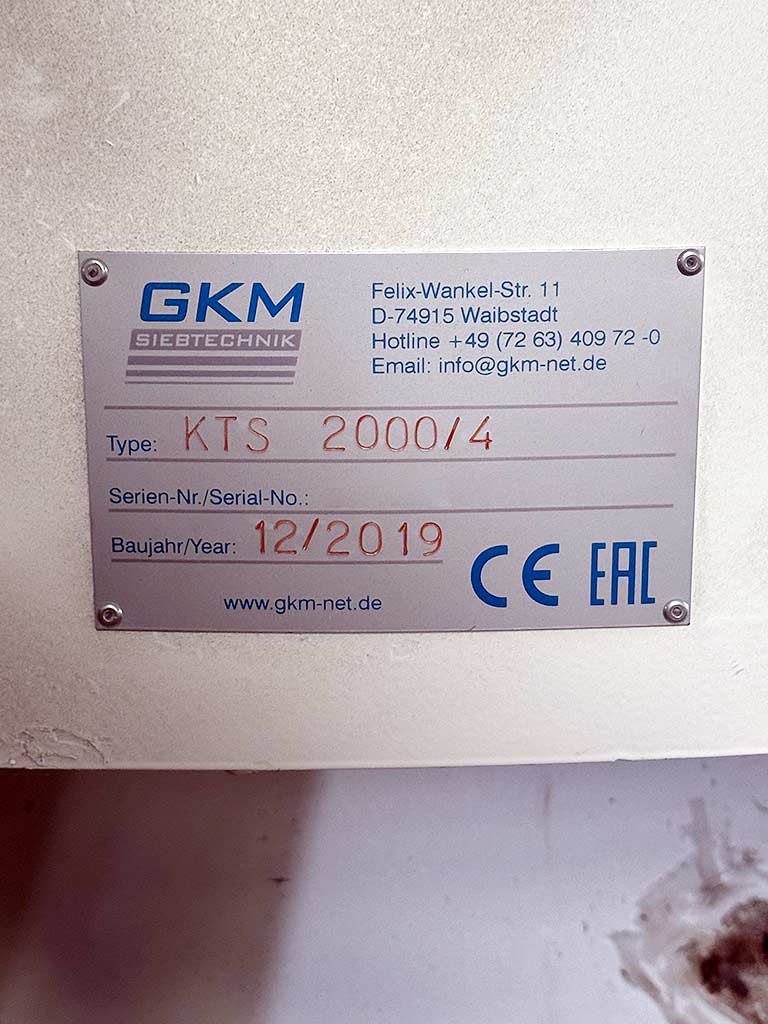 GKM
SIEBTECHNIK
Felix-Wankel-Str. 11
D-74915 Waibstadt
Hotline +49 (72 63) 409 72 -0
Email: info@gkm-net.de
Type: KTS 2000/4
Serien-Nr./Serial-No.:
Baujahr/Year: 12/2019
CE EAC
www.gkm-net.de